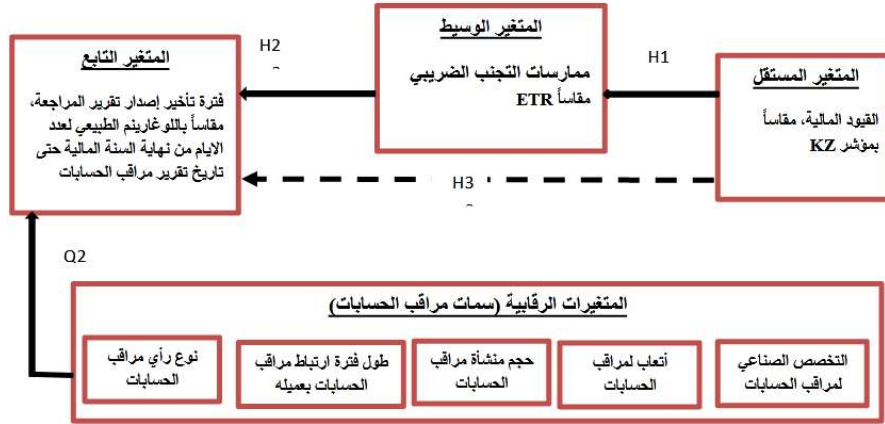 المتغير المستقل
القيود المالية، مقاساً
بمؤشر KZ
H1
المتغير الوسيط
ممارسات التجنب الضريبي
مقاساً ETR
H2
المتغير التابع
فترة تأخير إصدار تقرير المراجعة،
مقاساً باللوغارينم الطبيعي لعدد
الايام من نهاية السنة المالية حتى
تاريخ تقرير مراقب الحسابات
H3
Q2
المتغيرات الرقابية (سمات مراقب الحسابات)
التخصص الصناعي
لمراقب الحسابات
أتعاب لمراقب
الحسابات
حجم منشأة مراقب
الحسابات
طول فترة ارتباط مراقب
الحسابات بعميله
نوع رأي مراقب
الحسابات